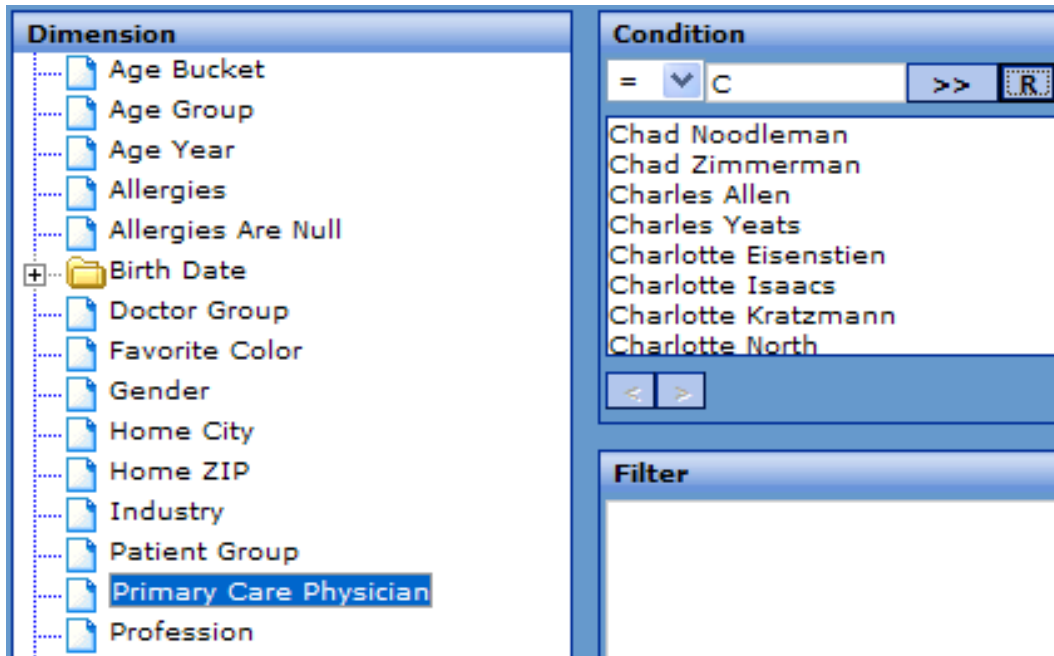 Dimension
Age Bucket
Age Group
Age Year
Allergies
Allergies Are Null
Birth Date
Doctor Group
Favorite Color
Gender
Home City
Home ZIP
Industry
Patient Group
Primary Care Physician
Profession
Condition
= C >> R
Chad Noodleman
Chad Zimmerman
Charles Allen
Charles Yeats
Charlotte Eisenstien
Charlotte Isaacs
Charlotte Kratzmann
Charlotte North
< >
Filter